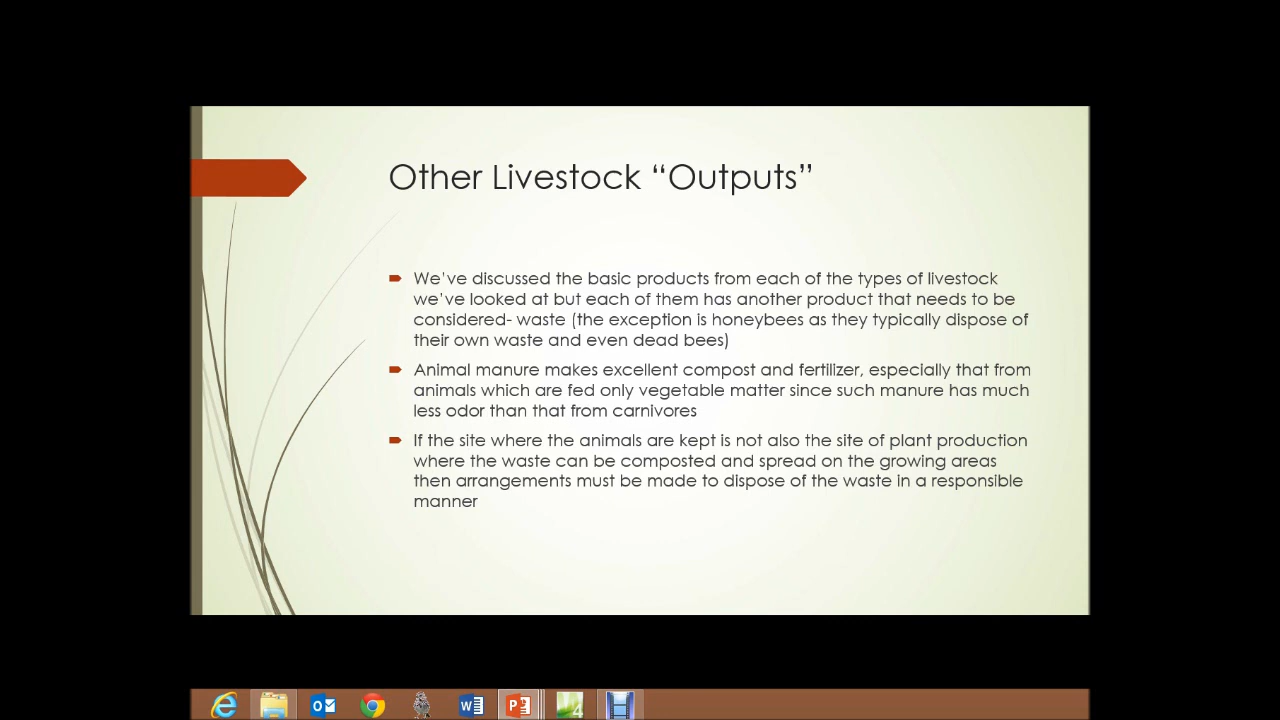 Other Livestock “Outputs”
We’ve discussed the basic products from each of the types of livestock
we’ve looked at but each of them has another product that needs to be
considered- waste (the exception is honeybees as they typically dispose of
their own waste and even dead bees)
Animal manure makes excellent compost and fertilizer, especially that from
animals which are fed only vegetable matter since such manure has much
less odor than that from carnivores
If the site where the animals are kept is not also the site of plant production
where the waste can be composted and spread on the growing areas
then arrangements must be made to dispose of the waste in a responsible
manner